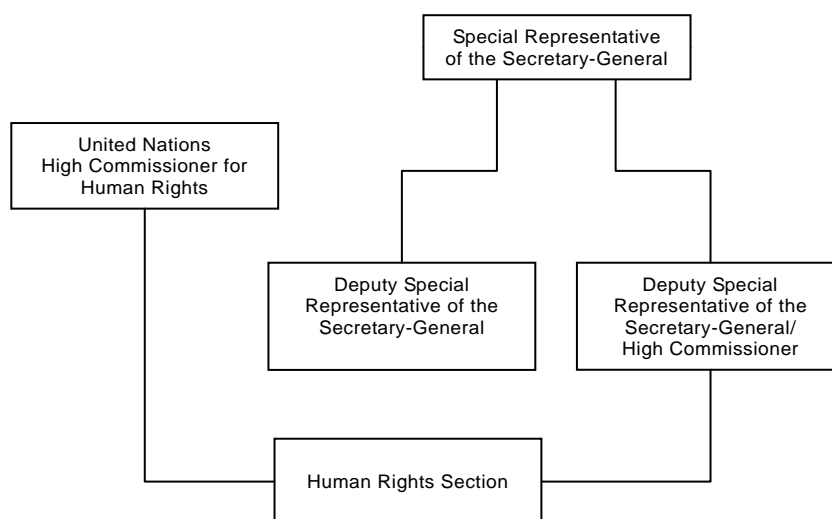 Special Representative
of the Secretary-General
United Nations
High Commissioner for
Human Rights
Deputy Special
Representative of the
Secretary-General
Deputy Special
Representative of the
Secretary-General/
High Commissioner
Human Rights Section